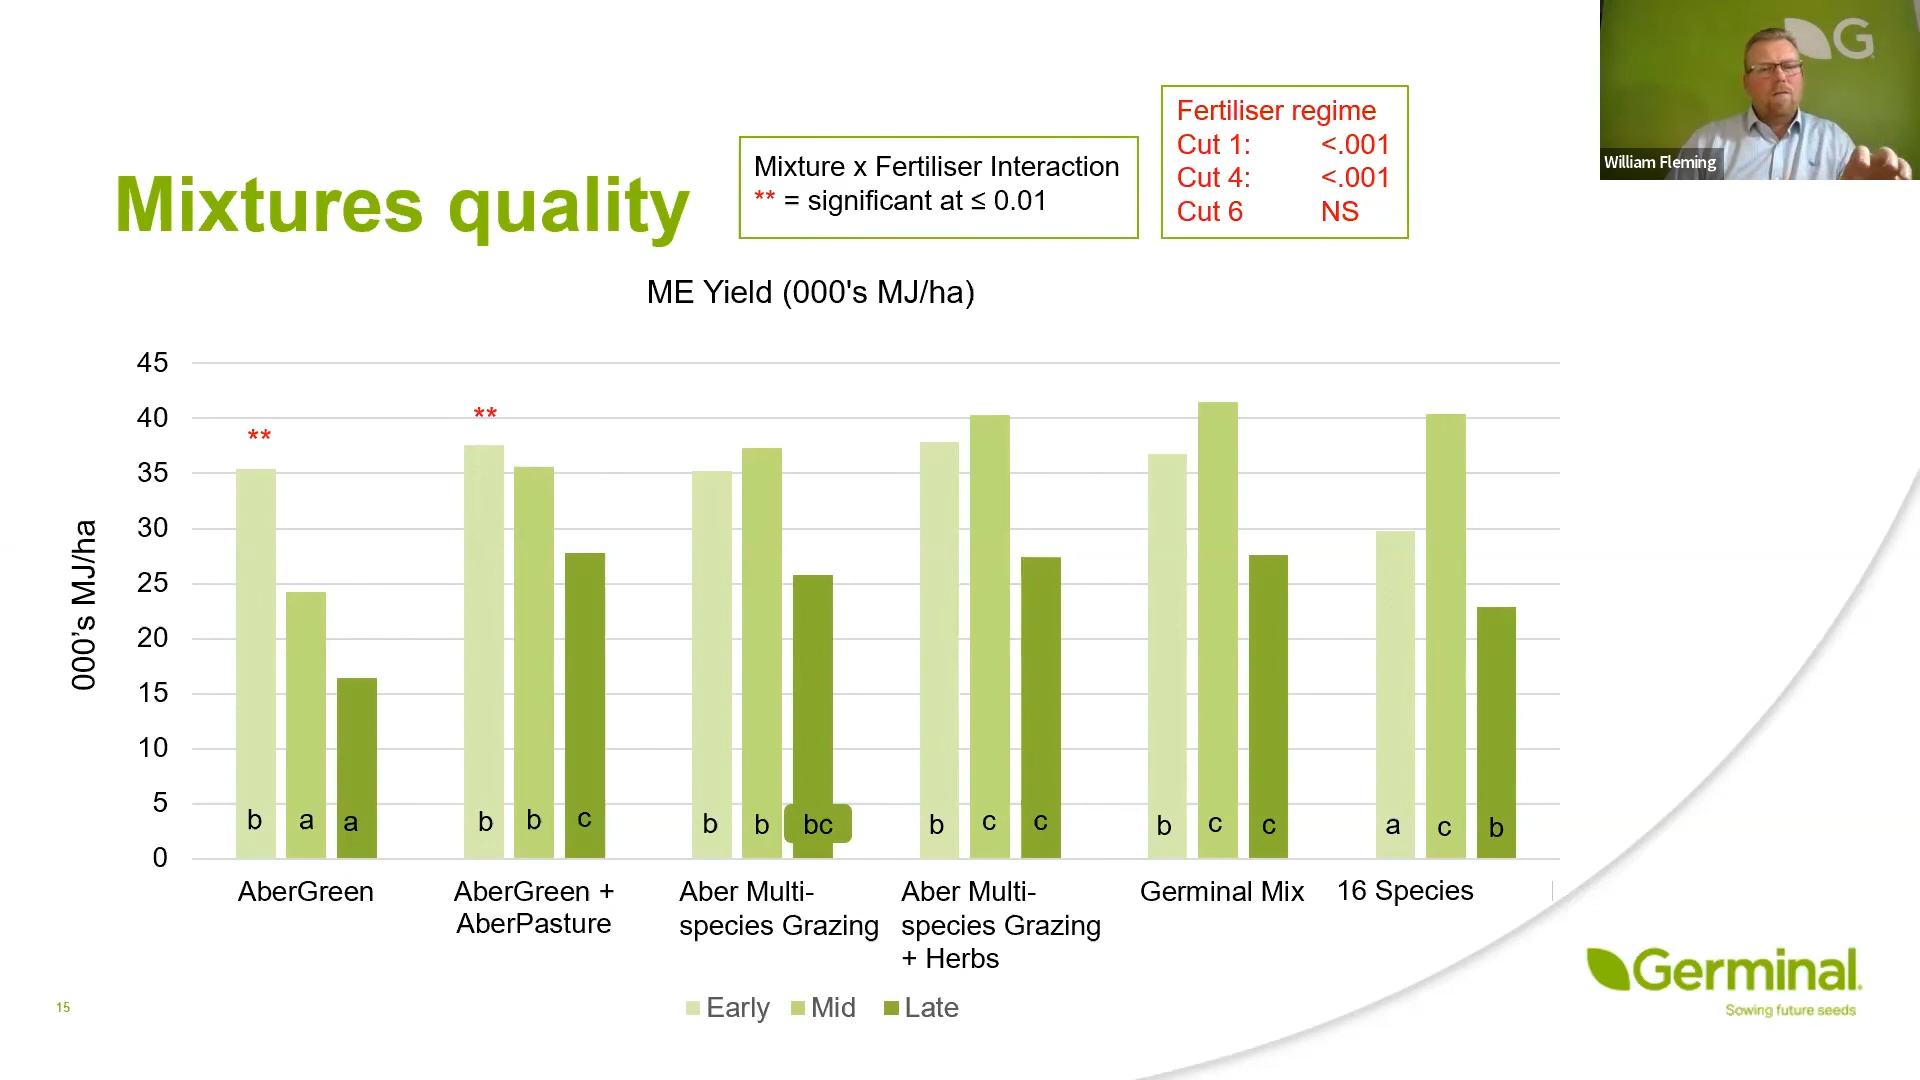 G
William Fleming
Mixtures quality
Mixture x Fertiliser Interaction
** = significant at ≤ 0.01
Fertiliser regime
Cut 1: <.001
Cut 4: <.001
Cut 6 NS
ME Yield (000's MJ/ha)
000's MJ/ha
45
40
35
30
25
20
15
10
5
0
**
**
b a a
b b c
b b bc
b c c
b c c
a c b
AberGreen
AberGreen +
AberPasture
Aber Multi-
species Grazing
Aber Multi-
species Grazing
+ Herbs
Germinal Mix
16 Species
Early Mid Late
15
Germinal.
Sowing future seeds